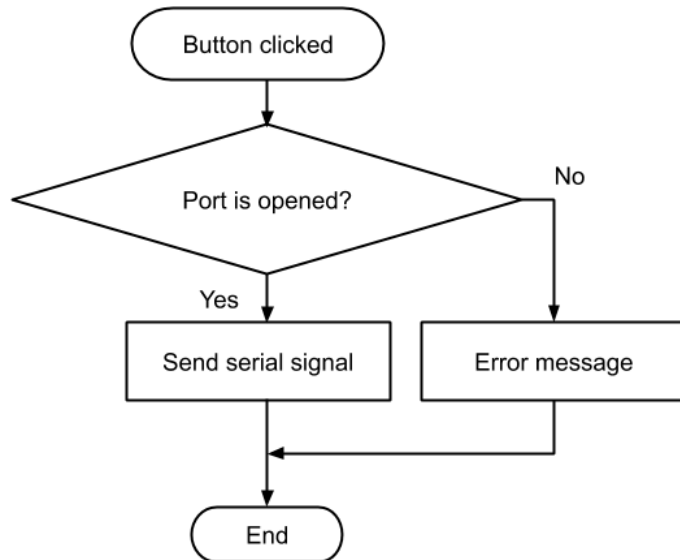 Button clicked
Port is opened?
No
Yes
Send serial signal
Error message
End